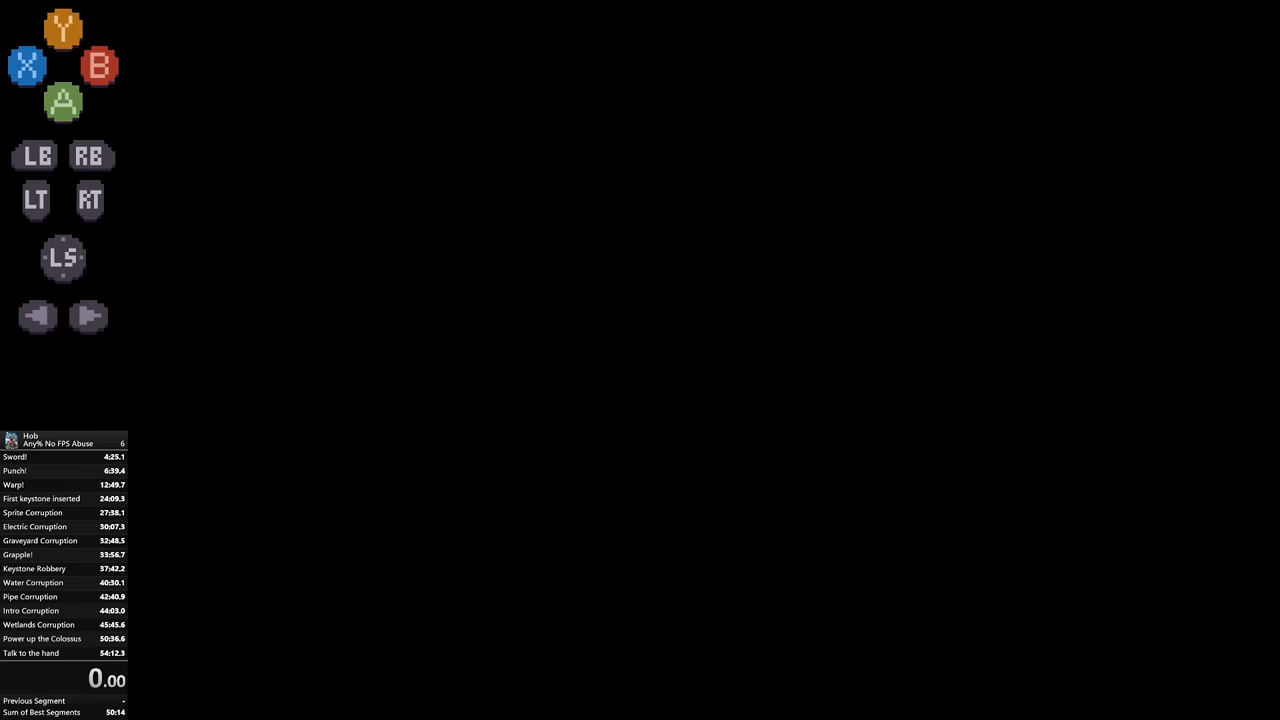 Y
X B
A
LB RB
LT RT
LS
Hob
Any% No FPS Abuse 6
Sword! 4:25.1
Punch! 6:39.4
Warp! 12:49.7
First keystone inserted 24:09.3
Sprite Corruption 27:38.1
Electric Corruption 30:07.3
Graveyard Corruption 32:48.5
Grapple! 33:56.7
Keystone Robbery 37:42.2
Water Corruption 40:30.1
Pipe Corruption 42:40.9
Intro Corruption 44:03.0
Wetlands Corruption 45:45.6
Power up the Colossus 50:36.6
Talk to the hand 54:12.3
0.00
Previous Segment -
Sum of Best Segments 50:14